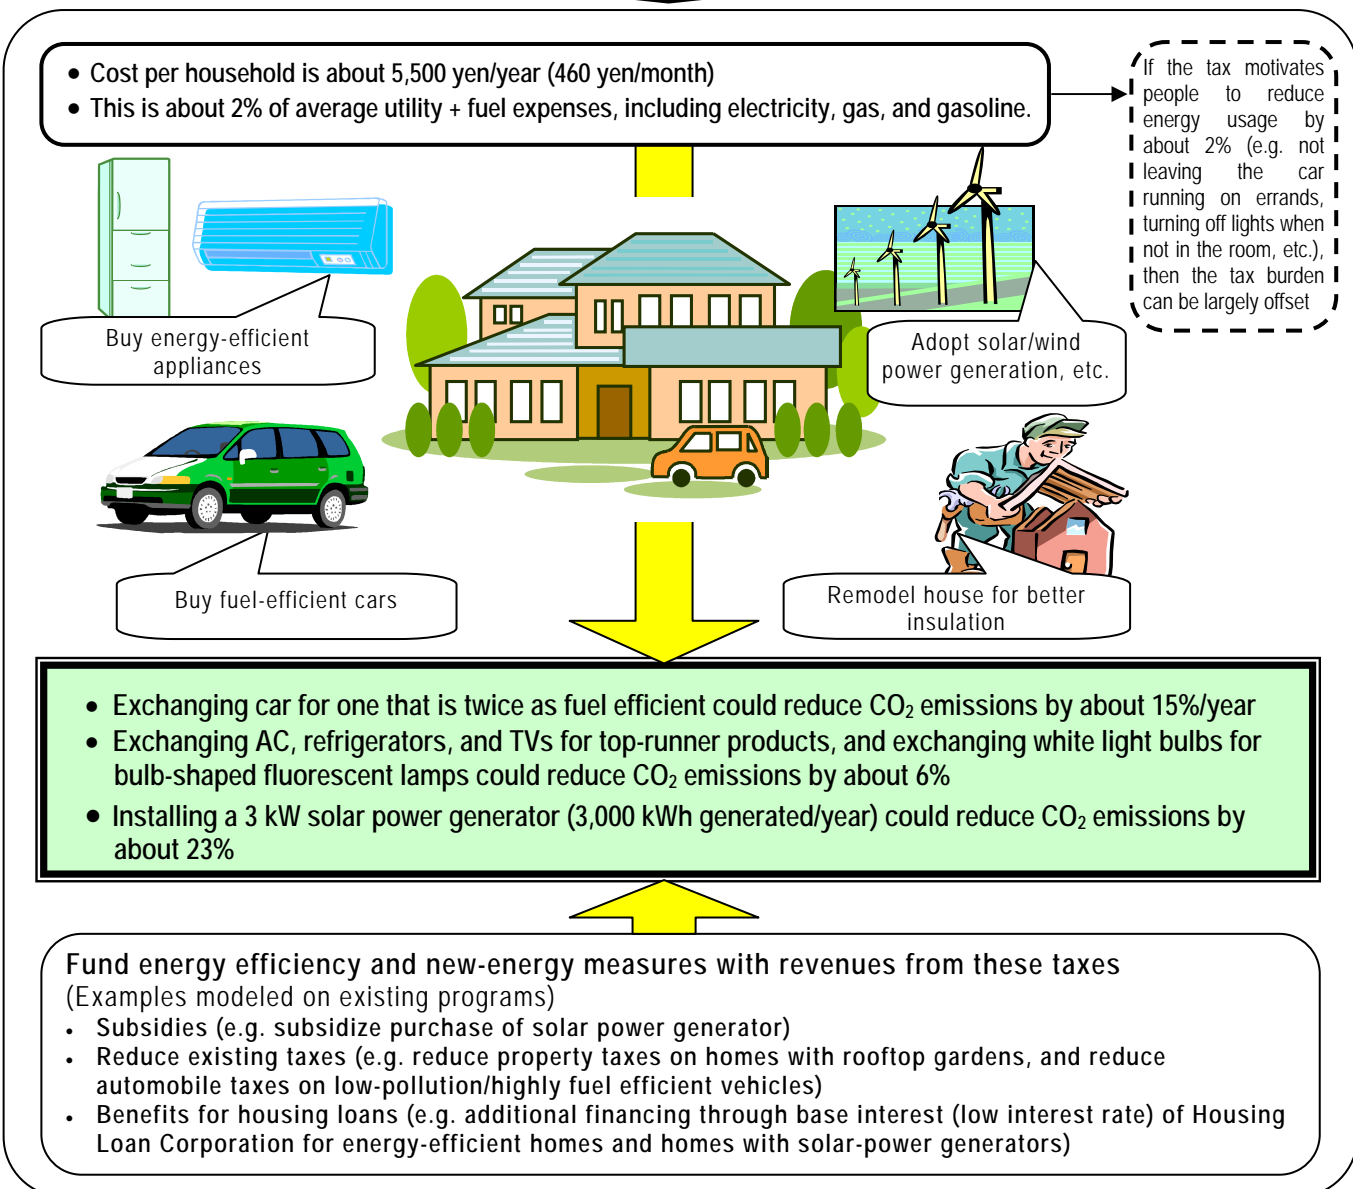 • Cost per household is about 5,500 yen/year (460 yen/month)
• This is about 2% of average utility + fuel expenses, including electricity, gas, and gasoline.
If the tax motivates
people to reduce
energy usage by
about 2% (e.g. not
leaving the car
running on errands,
turning off lights when
not in the room, etc.),
then the tax burden
can be largely offset
Buy energy-efficient
appliances
Adopt solar/wind
power generation, etc.
Buy fuel-efficient cars
Remodel house for better
insulation
• Exchanging car for one that is twice as fuel efficient could reduce CO₂ emissions by about 15%/year
• Exchanging AC, refrigerators, and TVs for top-runner products, and exchanging white light bulbs for
bulb-shaped fluorescent lamps could reduce CO₂ emissions by about 6%
• Installing a 3 kW solar power generator (3,000 kWh generated/year) could reduce CO₂ emissions by
about 23%
Fund energy efficiency and new-energy measures with revenues from these taxes
(Examples modeled on existing programs)
• Subsidies (e.g. subsidize purchase of solar power generator)
• Reduce existing taxes (e.g. reduce property taxes on homes with rooftop gardens, and reduce
automobile taxes on low-pollution/highly fuel efficient vehicles)
• Benefits for housing loans (e.g. additional financing through base interest (low interest rate) of Housing
Loan Corporation for energy-efficient homes and homes with solar-power generators)